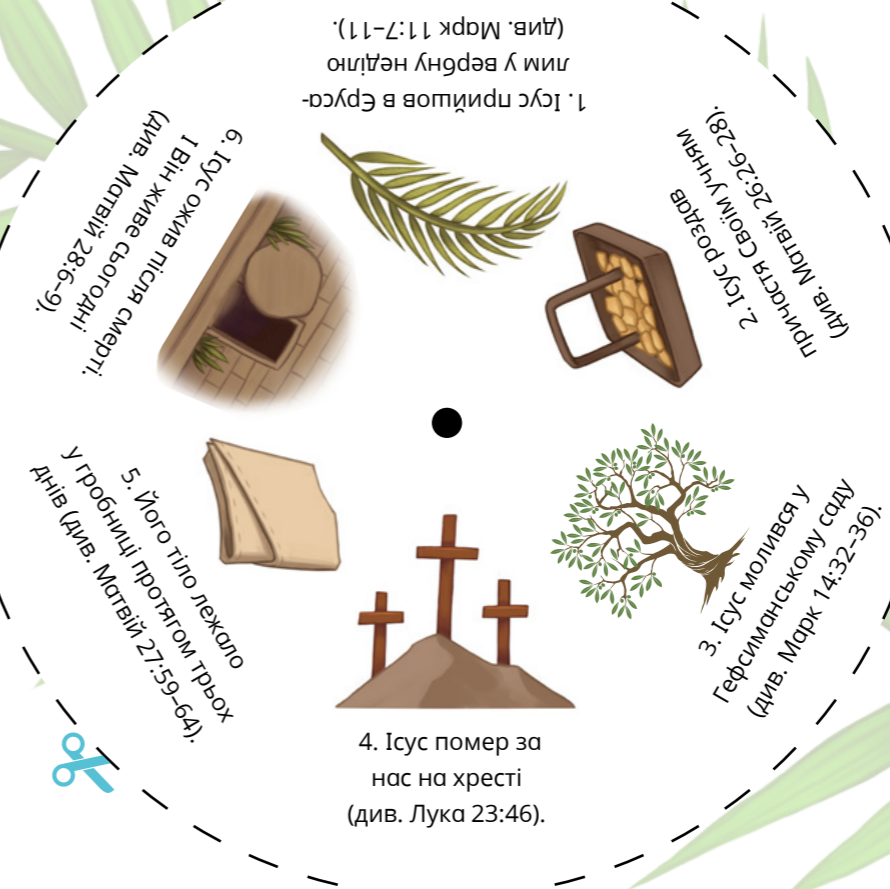 1. Ісус прийшов в Єруса-
лим у вербну неділю
(див. Марк 11:7–11).
2. Ісус роздав
причастя Своїм учням
(див. Матвій 26:26–28).
3. Ісус молився у
Гефсиманському саду
(див. Марк 14:32–36).
4. Ісус помер за
нас на хресті
(див. Лука 23:46).
5. Його тіло лежало
у гробниці протягом трьох
днів (див. Матвій 27:59–64).
6. Ісус ожив після смерті.
І Він живе сьогодні
(див. Матвій 28:6–9).